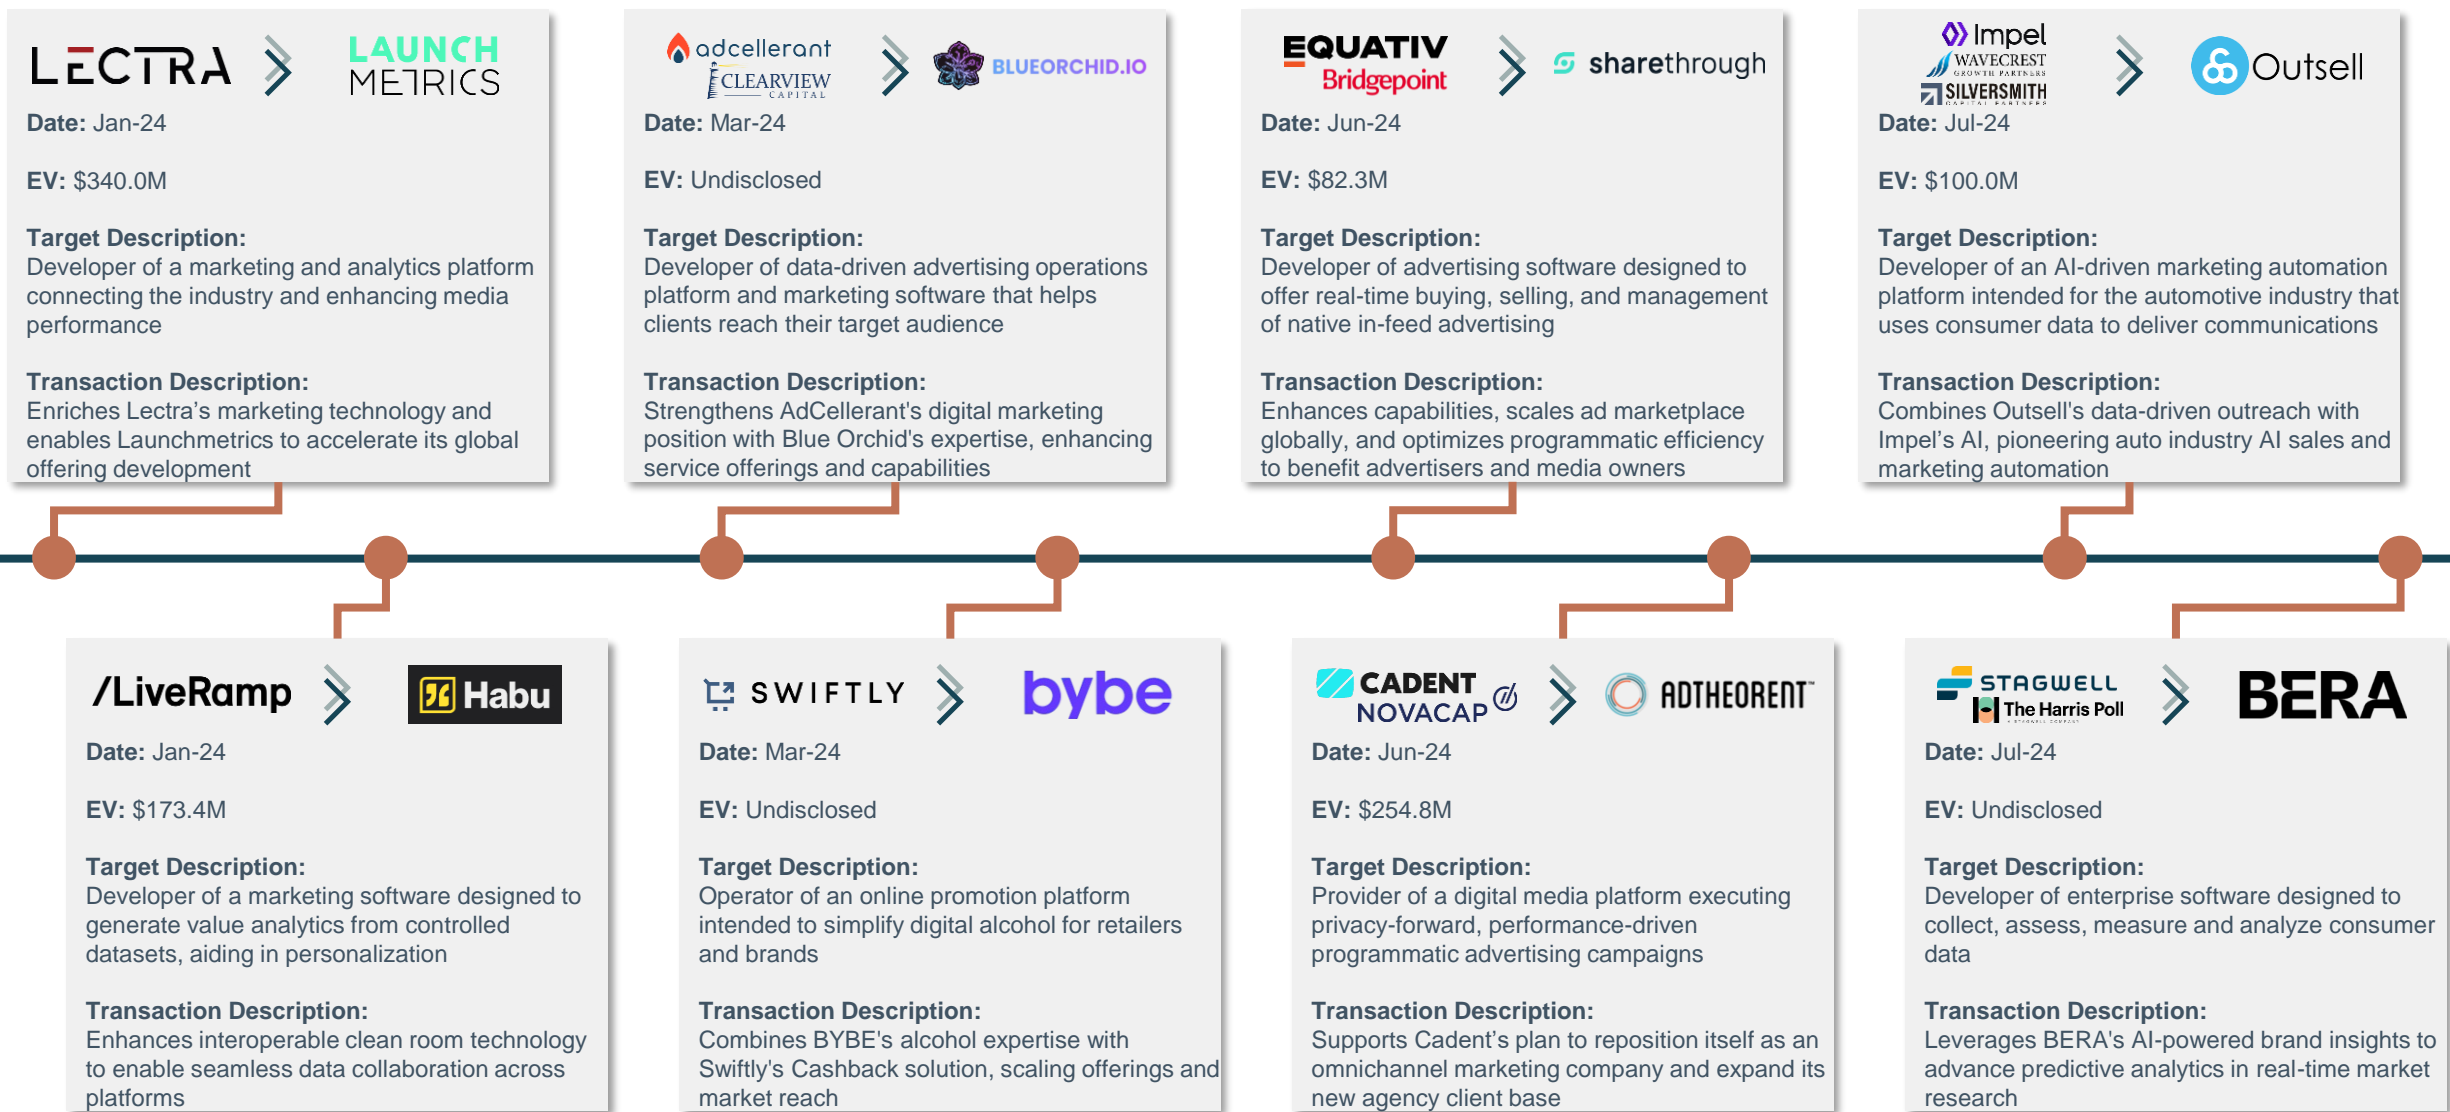 LECTRA
LAUNCH
METRICS
Date: Jan-24
EV: $340.0M
Target Description:
Developer of a marketing and analytics platform
connecting the industry and enhancing media
performance
Transaction Description:
Enriches Lectra’s marketing technology and
enables Launchmetrics to accelerate its global
offering development
adcellerant
CLEARVIEW
CAPITAL
BLUEORCHID.IO
Date: Mar-24
EV: Undisclosed
Target Description:
Developer of data-driven advertising operations
platform and marketing software that helps
clients reach their target audience
Transaction Description:
Strengthens AdCellerant's digital marketing
position with Blue Orchid's expertise, enhancing
service offerings and capabilities
EQUATIV
Bridgepoint
sharethrough
Date: Jun-24
EV: $82.3M
Target Description:
Developer of advertising software designed to
offer real-time buying, selling, and management
of native in-feed advertising
Transaction Description:
Enhances capabilities, scales ad marketplace
globally, and optimizes programmatic efficiency
to benefit advertisers and media owners
Impel
WAVECREST
GROWTH PARTNERS
SILVERSMITH
CAPITAL PARTNERS
Outsell
Date: Jul-24
EV: $100.0M
Target Description:
Developer of an AI-driven marketing automation
platform intended for the automotive industry that
uses consumer data to deliver communications
Transaction Description:
Combines Outsell's data-driven outreach with
Impel’s AI, pioneering auto industry AI sales and
marketing automation
/LiveRamp
Habu
Date: Jan-24
EV: $173.4M
Target Description:
Developer of a marketing software designed to
generate value analytics from controlled
datasets, aiding in personalization
Transaction Description:
Enhances interoperable clean room technology
to enable seamless data collaboration across
platforms
SWIFTLY
bybe
Date: Mar-24
EV: Undisclosed
Target Description:
Operator of an online promotion platform
intended to simplify digital alcohol for retailers
and brands
Transaction Description:
Combines BYBE's alcohol expertise with
Swiftly's Cashback solution, scaling offerings and
market reach
CADENT
NOVACAP
ADTHEORENT™
Date: Jun-24
EV: $254.8M
Target Description:
Provider of a digital media platform executing
privacy-forward, performance-driven
programmatic advertising campaigns
Transaction Description:
Supports Cadent’s plan to reposition itself as an
omnichannel marketing company and expand its
new agency client base
STAGWELL
The Harris Poll
A STAGWELL COMPANY
BERA
Date: Jul-24
EV: Undisclosed
Target Description:
Developer of enterprise software designed to
collect, assess, measure and analyze consumer
data
Transaction Description:
Leverages BERA's AI-powered brand insights to
advance predictive analytics in real-time market
research